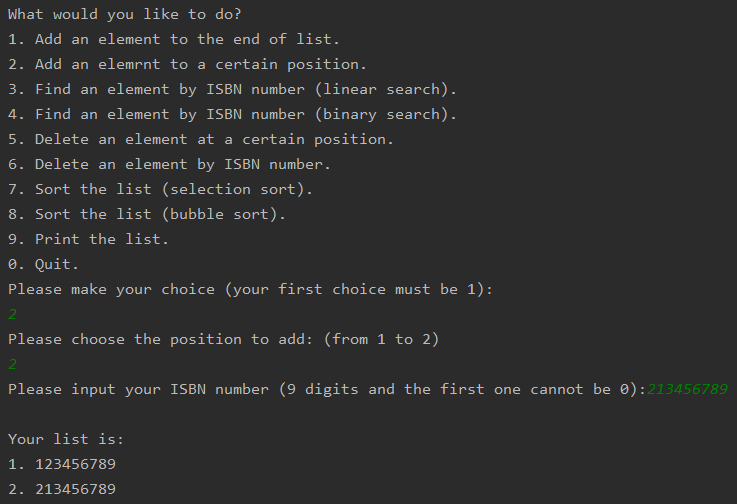 What would you like to do?
1. Add an element to the end of list.
2. Add an elemrnt to a certain position.
3. Find an element by ISBN number (linear search).
4. Find an element by ISBN number (binary search).
5. Delete an element at a certain position.
6. Delete an element by ISBN number.
7. Sort the list (selection sort).
8. Sort the list (bubble sort).
9. Print the list.
0. Quit.
Please make your choice (your first choice must be 1):
2
Please choose the position to add: (from 1 to 2)
2
Please input your ISBN number (9 digits and the first one cannot be 0):213456789
Your list is:
1. 123456789
2. 213456789